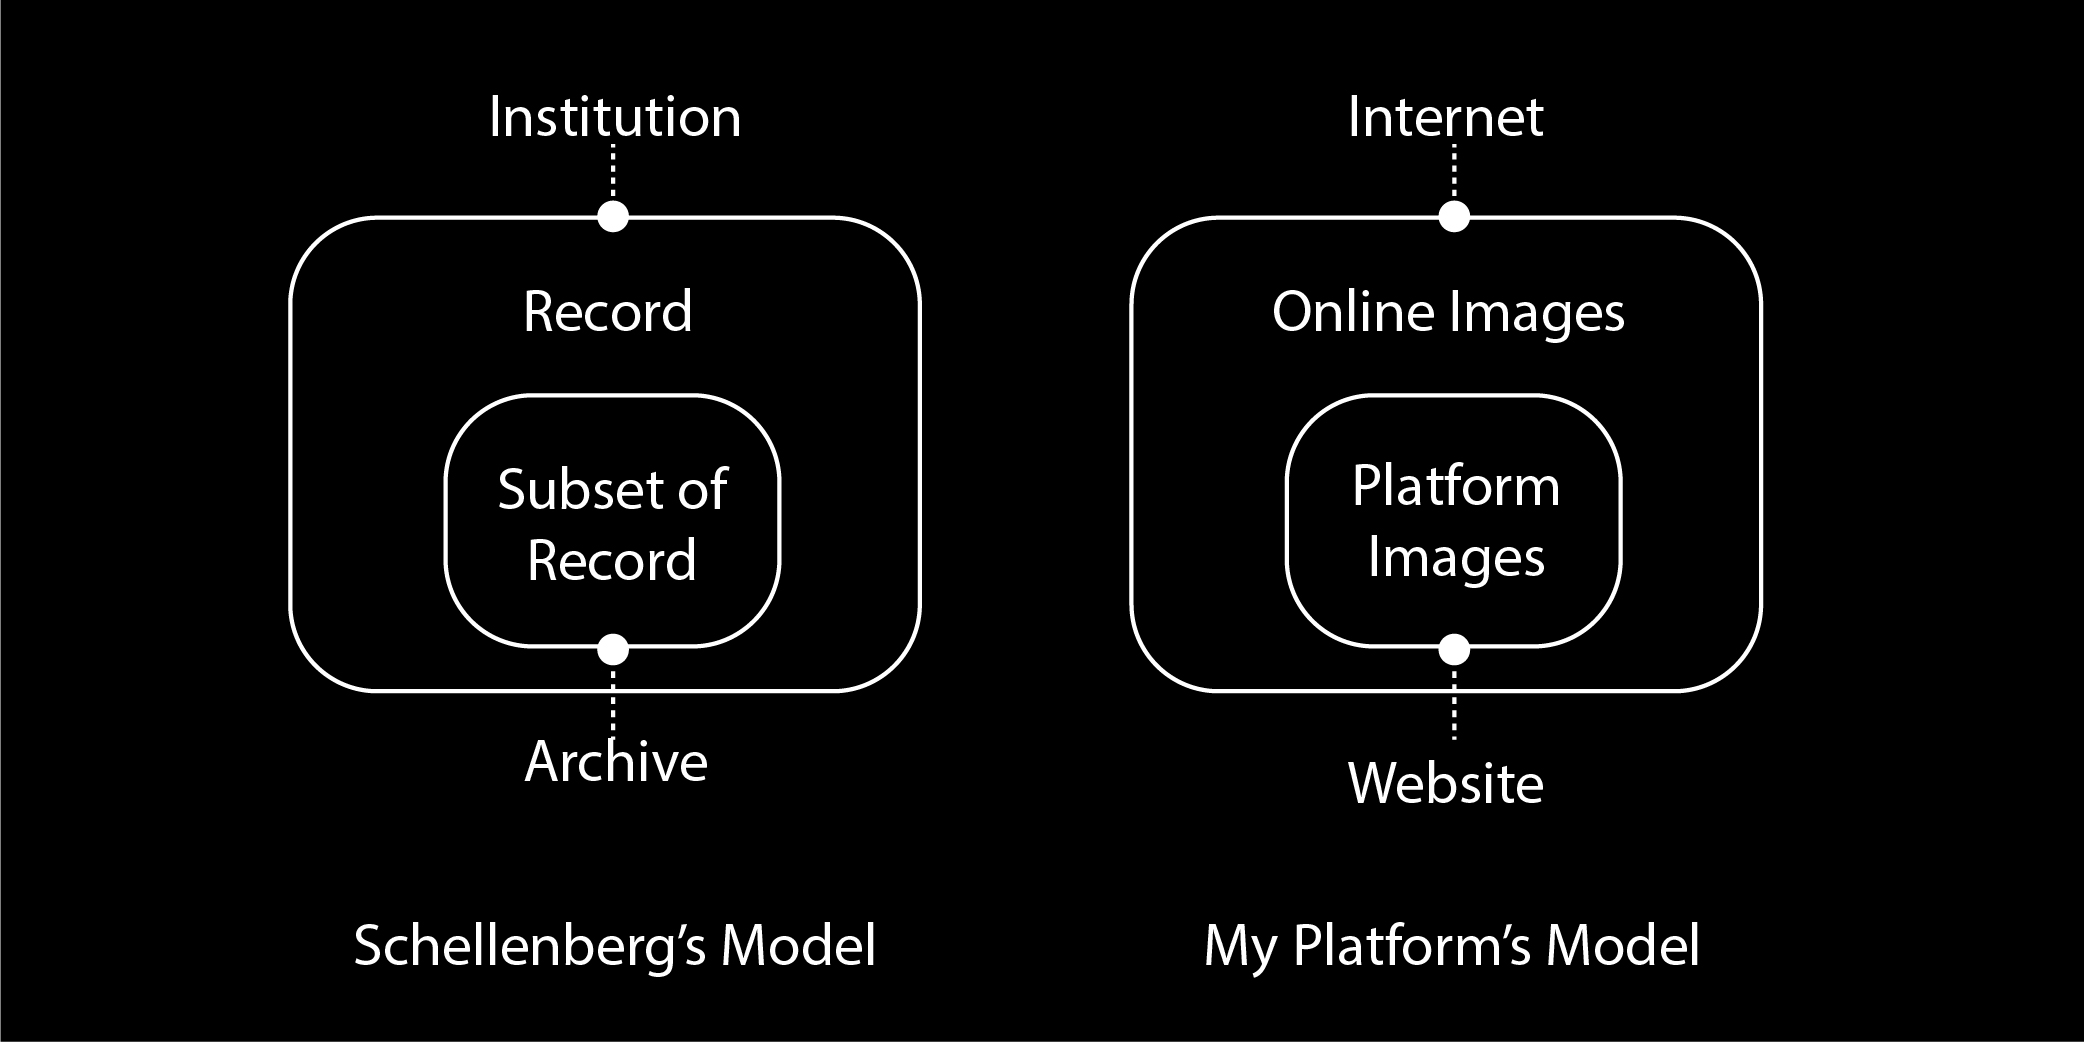 Institution
Record
Subset of
Record
Archive
Schellenberg’s Model
Internet
Online Images
Platform
Images
Website
My Platform’s Model